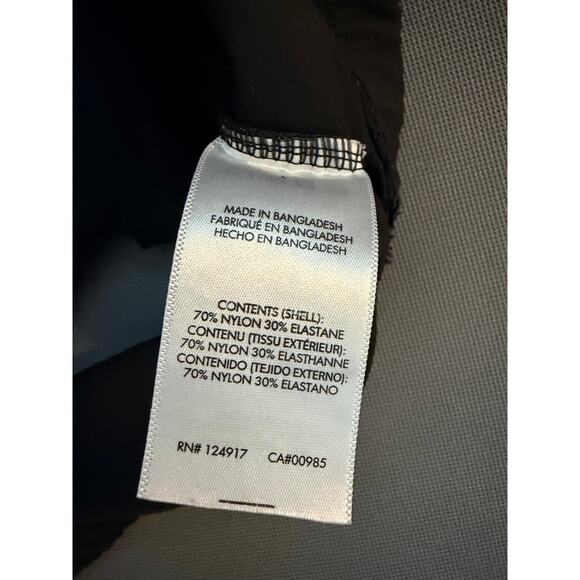 MADE IN BANGLADESH
FABRIQUÉ EN BANGLADESH
HECHO EN BANGLADESH
CONTENTS (SHELL):
70% NYLON 30% ELASTANE
CONTENU (TISSU EXTÉRIEUR):
70% NYLON 30% ELASTHANNE
CONTENIDO (TEJIDO EXTERNO):
70% NYLON 30% ELASTANO
RN# 124917 CA#00985